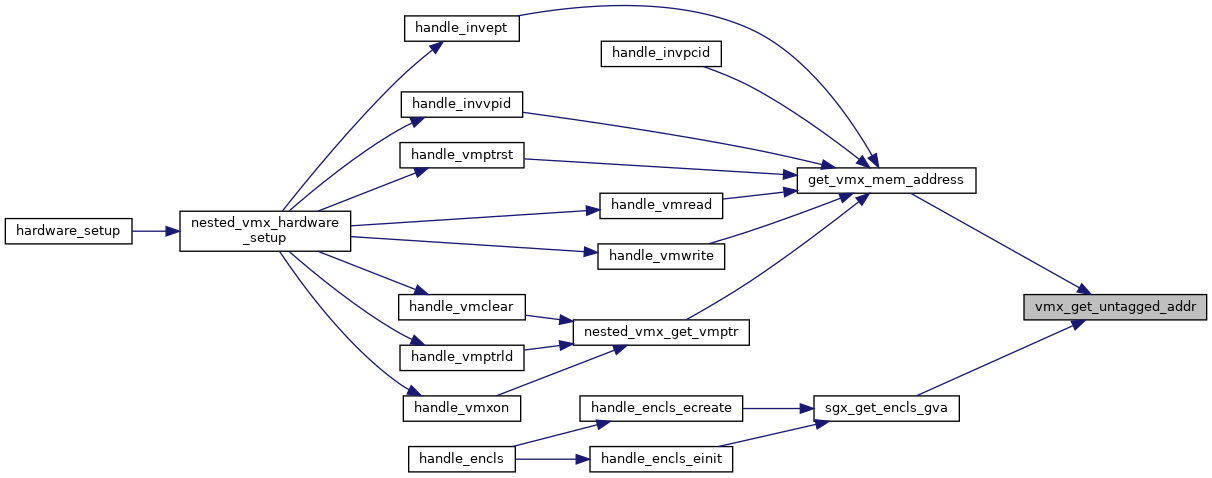 handle_invept
handle_invpcid
handle_invvpid
handle_vmptrst
get_vmx_mem_address
handle_vmread
nested_vmx_hardware
_setup
hardware_setup
handle_vmwrite
handle_vmclear
vmx_get_untagged_addr
nested_vmx_get_vmptr
handle_vmptrld
handle_vmxon
handle_encls_ecreate
sgx_get_encls_gva
handle_encls
handle_encls_einit